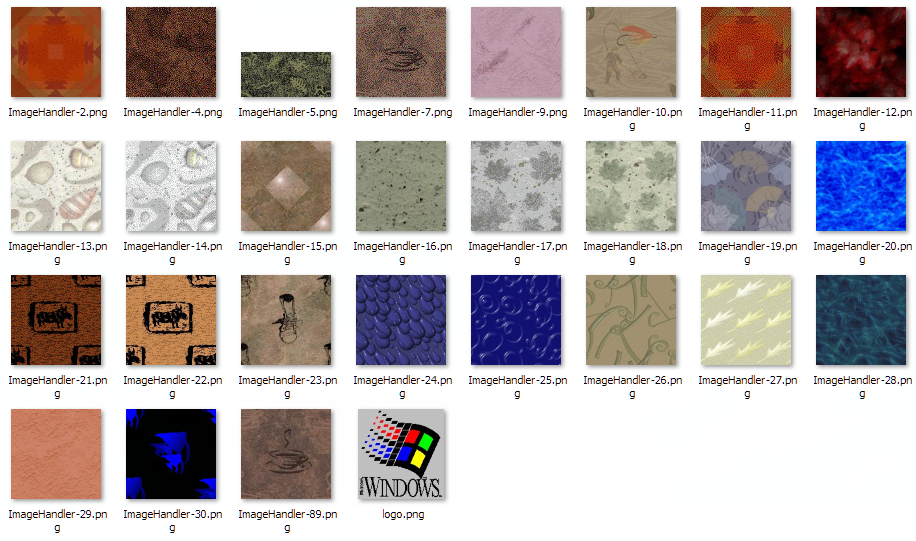 ImageHandler-2.png
ImageHandler-4.png
ImageHandler-5.png
ImageHandler-7.png
ImageHandler-9.png
ImageHandler-10.pn
g
ImageHandler-11.pn
g
ImageHandler-12.pn
g
ImageHandler-13.pn
g
ImageHandler-14.pn
g
ImageHandler-15.pn
g
ImageHandler-16.pn
g
ImageHandler-17.pn
g
ImageHandler-18.pn
g
ImageHandler-19.pn
g
ImageHandler-20.pn
g
ImageHandler-21.pn
g
ImageHandler-22.pn
g
ImageHandler-23.pn
g
ImageHandler-24.pn
g
ImageHandler-25.pn
g
ImageHandler-26.pn
g
ImageHandler-27.pn
g
ImageHandler-28.pn
g
ImageHandler-29.pn
g
ImageHandler-30.pn
g
ImageHandler-89.pn
g
MICROSOFT
WINDOWS.
logo.png